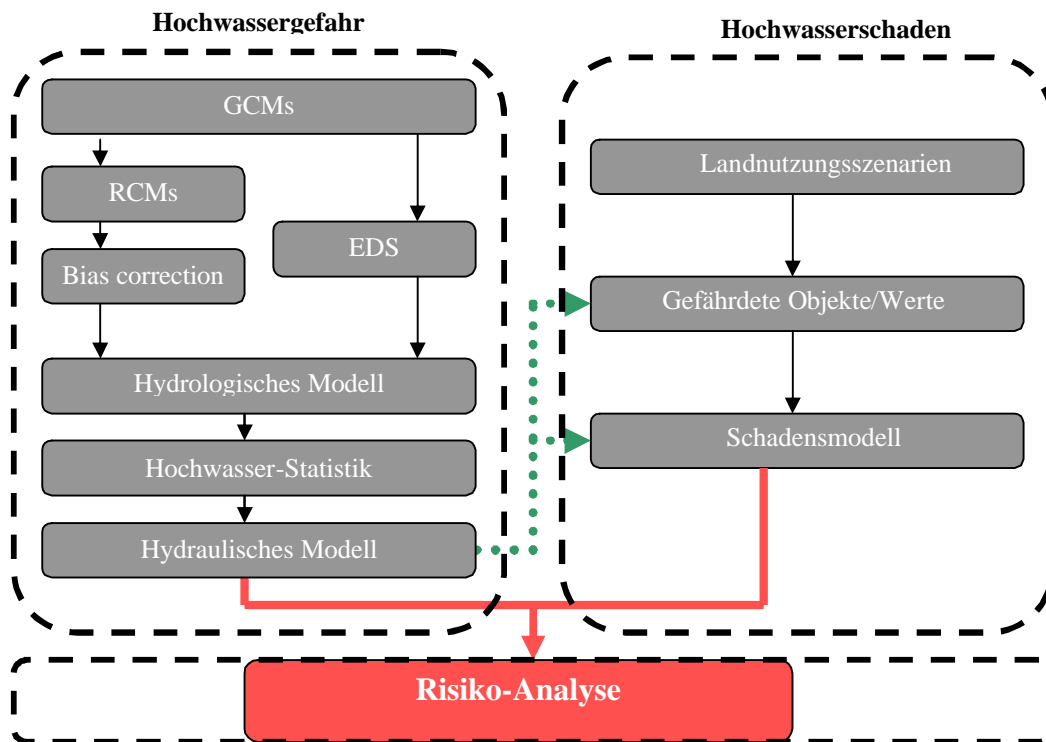 Hochwassergefahr
GCMs
RCMs
EDS
Bias correction
Hydrologisches Modell
Hochwasser-Statistik
Hydraulisches Modell
Hochwasserschaden
Landnutzungsszenarien
Gefährdete Objekte/Werte
Schadensmodell
Risiko-Analyse